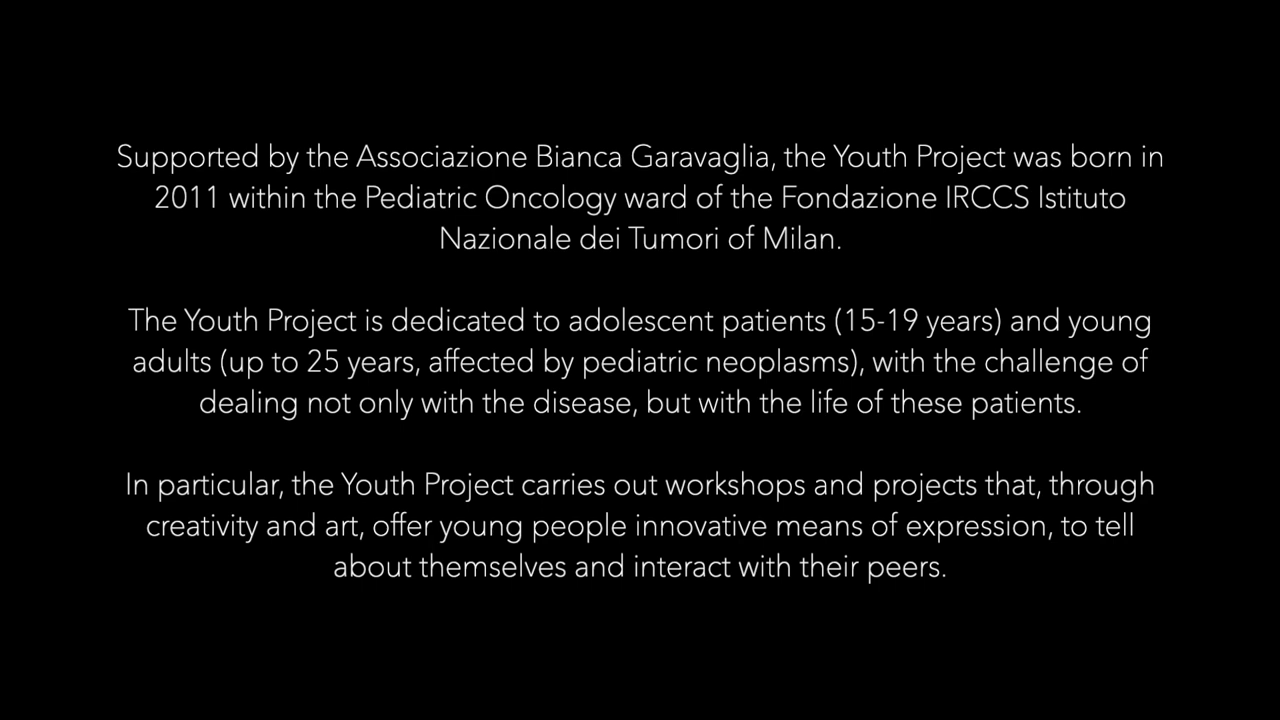 Supported by the Associazione Bianca Garavaglia, the Youth Project was born in
2011 within the Pediatric Oncology ward of the Fondazione IRCCS Istituto
Nazionale dei Tumori of Milan.
The Youth Project is dedicated to adolescent patients (15-19 years) and young
adults (up to 25 years, affected by pediatric neoplasms), with the challenge of
dealing not only with the disease, but with the life of these patients.
In particular, the Youth Project carries out workshops and projects that, through
creativity and art, offer young people innovative means of expression, to tell
about themselves and interact with their peers.